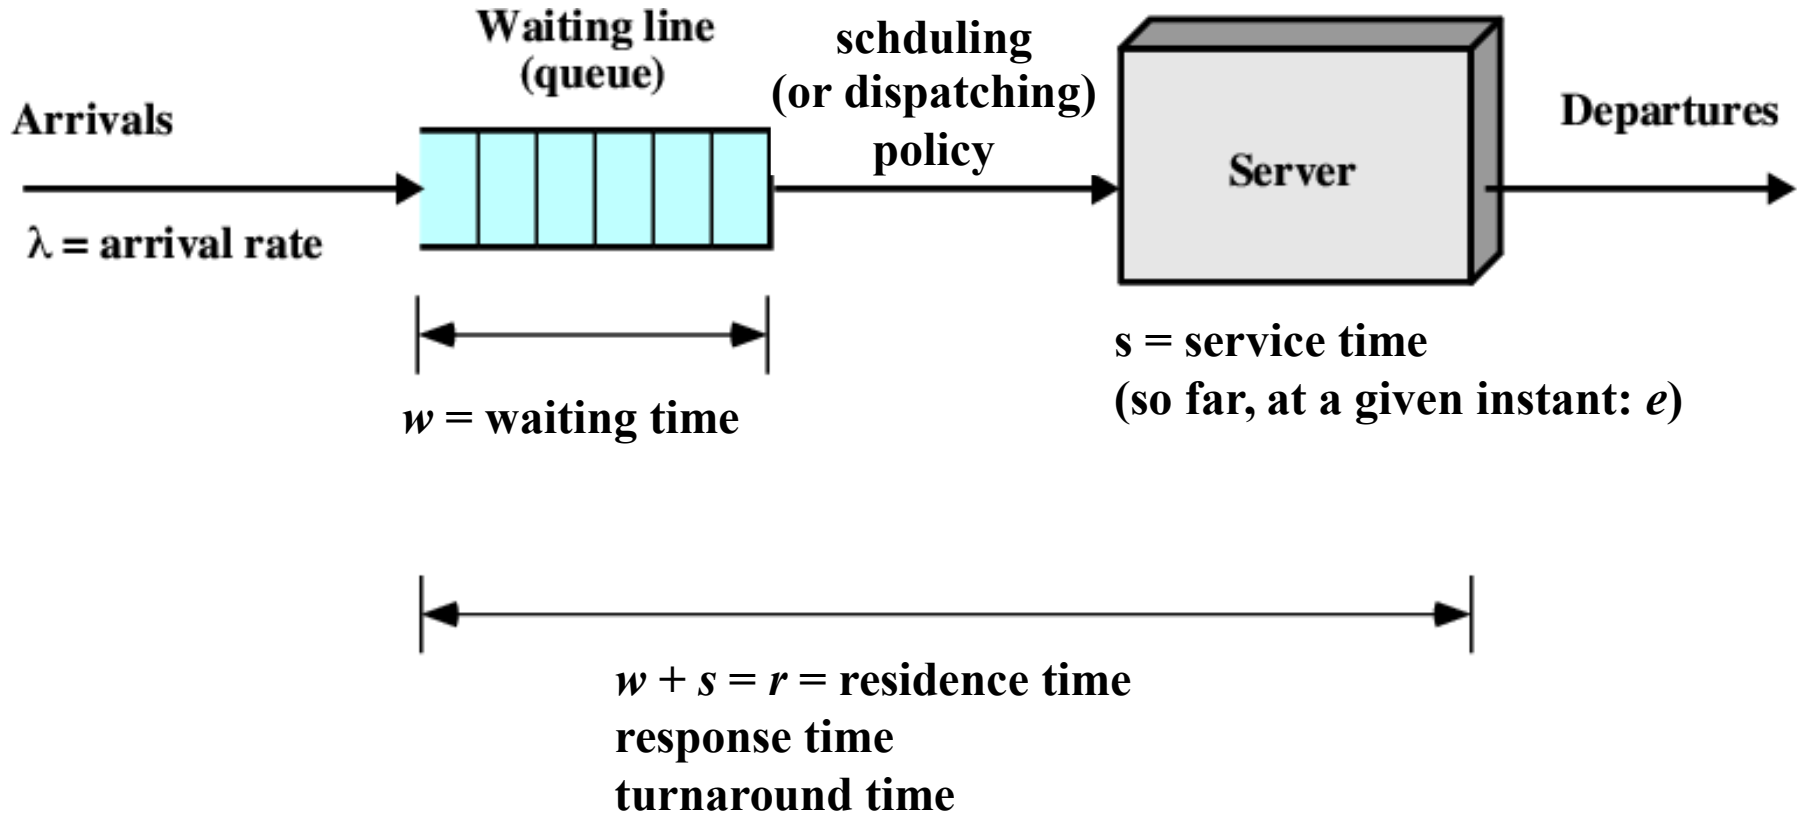 Waiting line
(queue)
schduling
(or dispatching)
policy
Arrivals
λ = arrival rate
Server
Departures
w = waiting time
s = service time
(so far, at a given instant: e)
w + s = r = residence time
response time
turnaround time